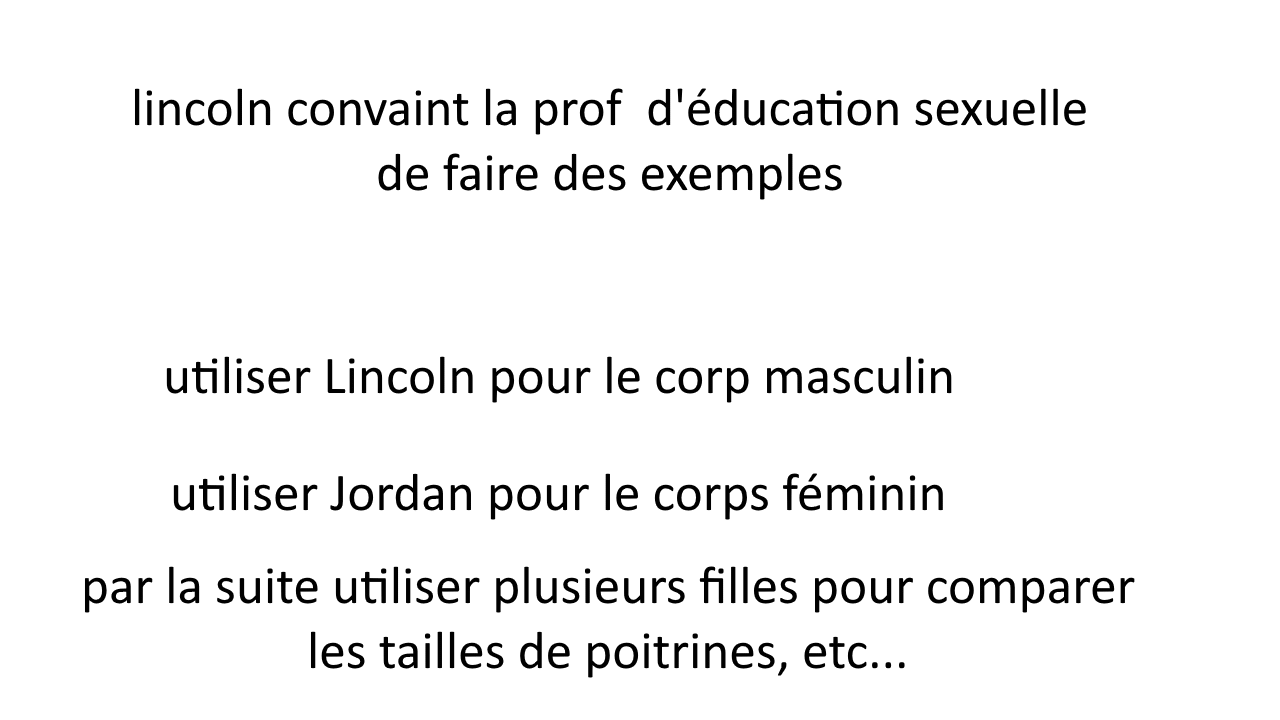 lincoln convaint la prof d'éducation sexuelle
de faire des exemples
utiliser Lincoln pour le corp masculin
utiliser Jordan pour le corps féminin
par la suite utiliser plusieurs filles pour comparer
les tailles de poitrines, etc...